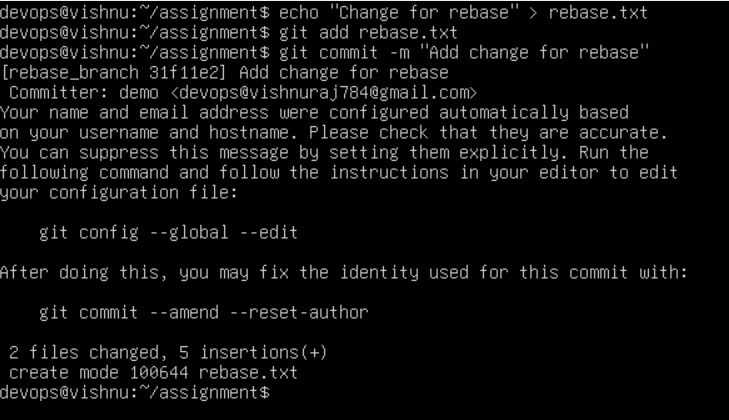 devops@vishnu:~/assignment$ echo "Change for rebase" > rebase.txt
devops@vishnu:~/assignment$ git add rebase.txt
devops@vishnu:~/assignment$ git commit -m "Add change for rebase"
[rebase_branch 31f11e2] Add change for rebase
 Committer: demo <devops@vishnuraj784@gmail.com>
Your name and email address were configured automatically based
on your username and hostname. Please check that they are accurate.
You can suppress this message by setting them explicitly. Run the
following command and follow the instructions in your editor to edit
your configuration file:

    git config --global --edit

After doing this, you may fix the identity used for this commit with:

    git commit --amend --reset-author

 2 files changed, 5 insertions(+)
 create mode 100644 rebase.txt
devops@vishnu:~/assignment$